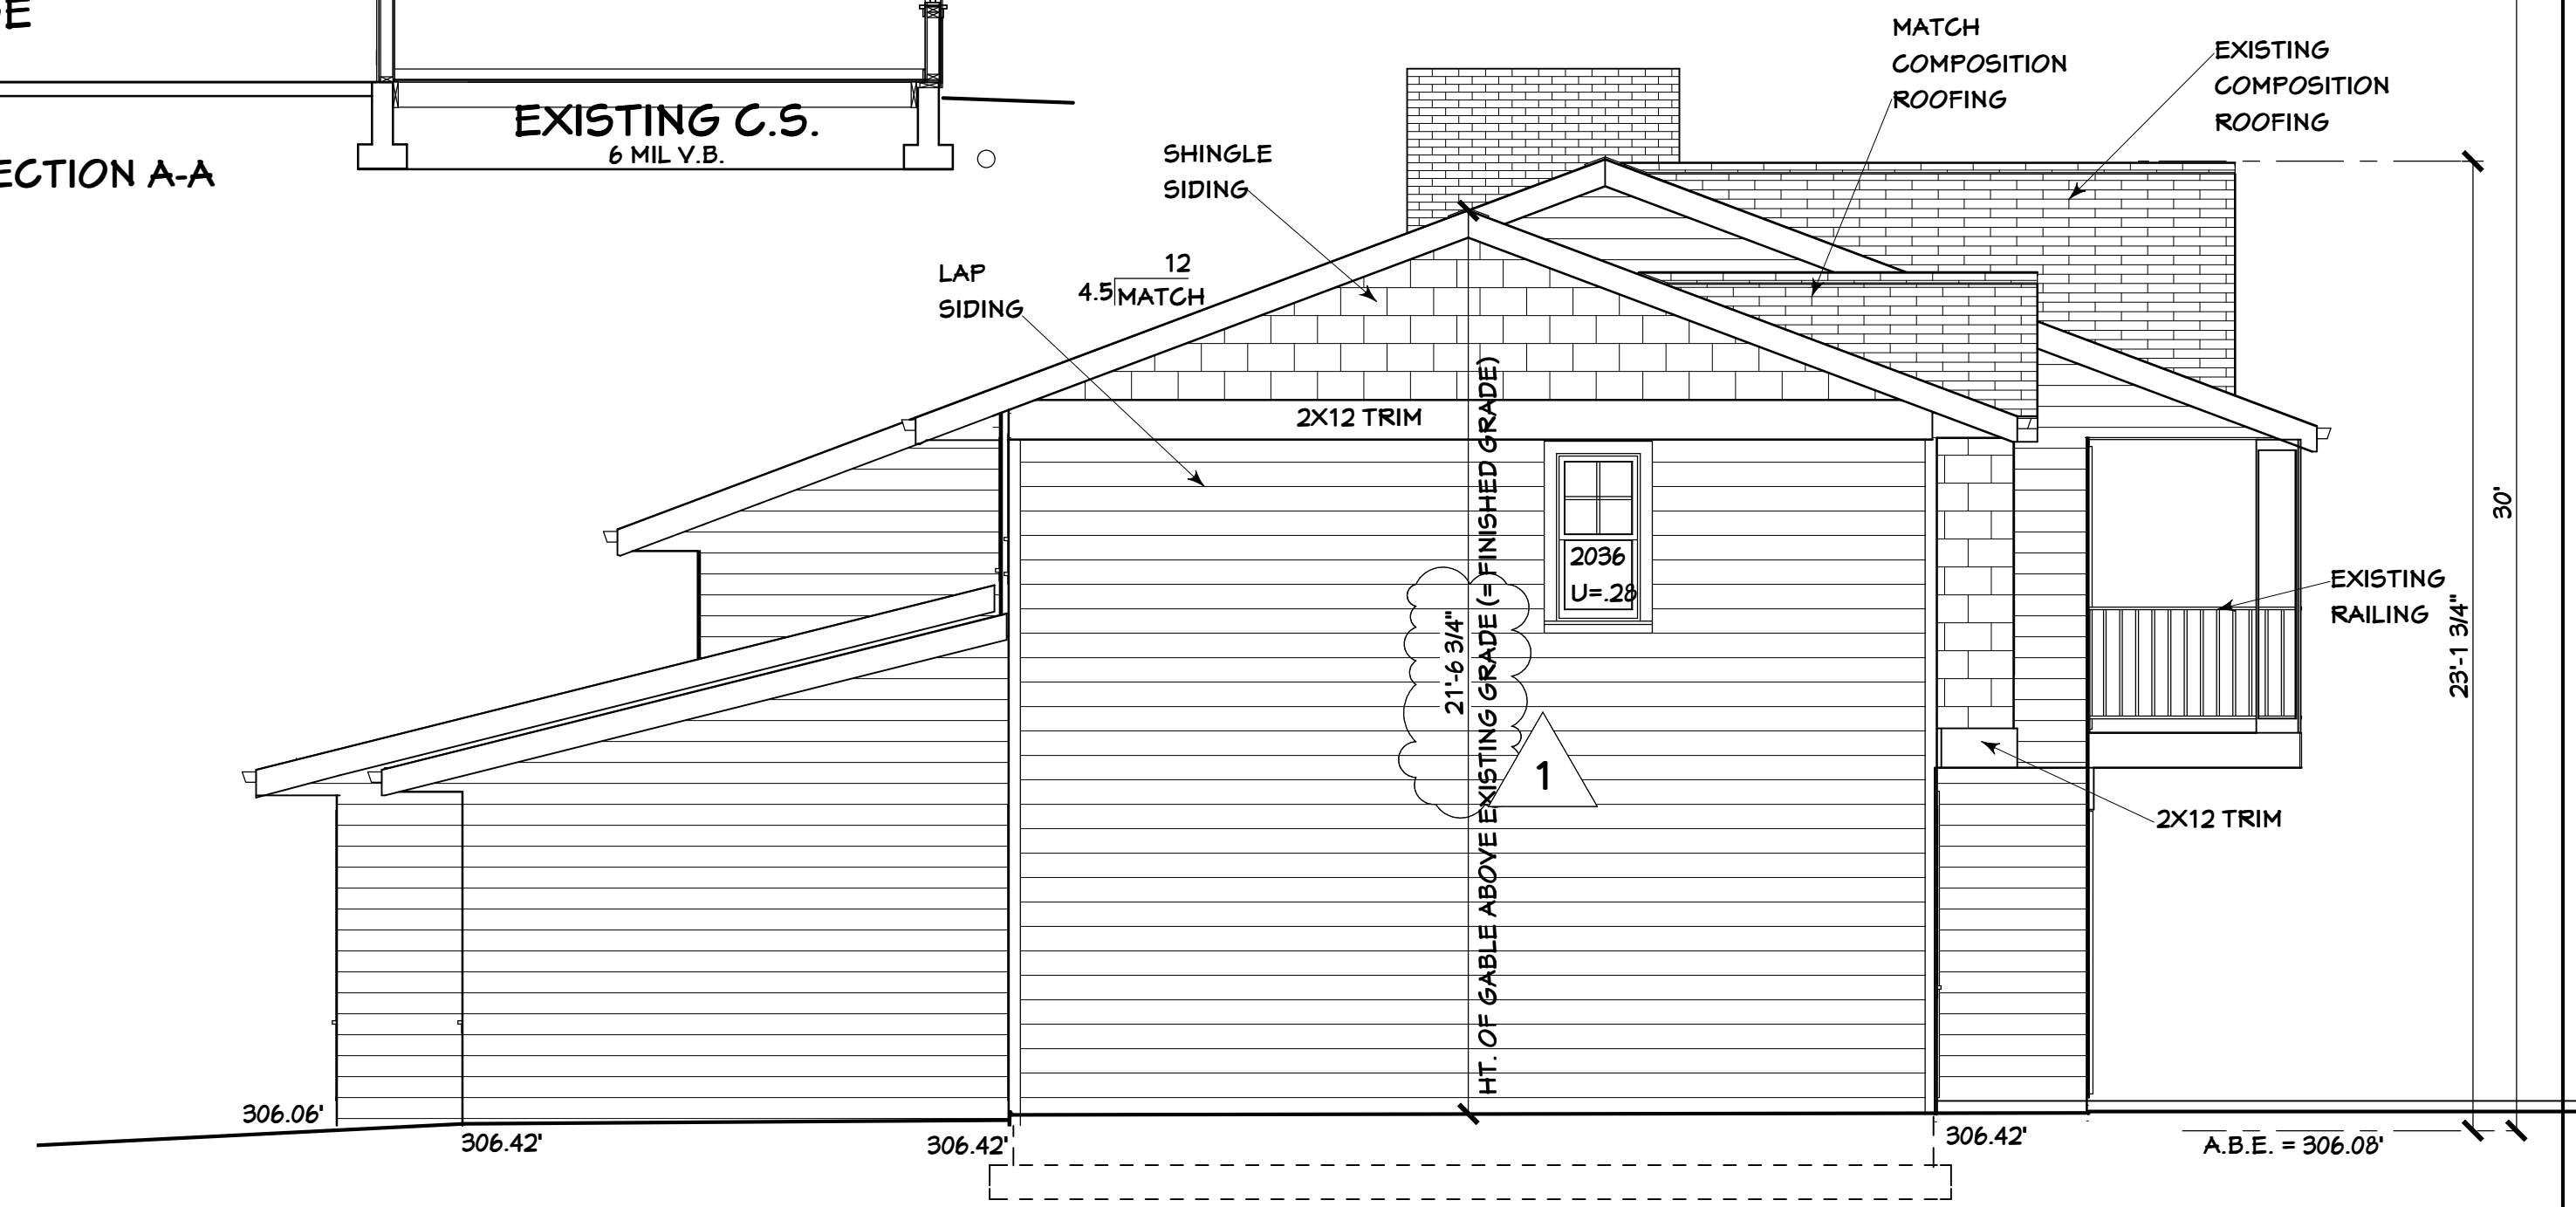 EXISTING C.S.
6 MIL V.B.
ECTION A-A
MATCH
COMPOSITION
ROOFING
EXISTING
COMPOSITION
ROOFING
SHINGLE
SIDING
LAP
SIDING
12
4.5
MATCH
2X12 TRIM
2036
U=.28
21'-6 3/4"
HT. OF GABLE ABOVE EXISTING GRADE (= FINISHED GRADE)
1
30'
23'-1 3/4"
EXISTING
RAILING
2X12 TRIM
306.06'
306.42'
306.42'
306.42'
A.B.E. = 306.08'